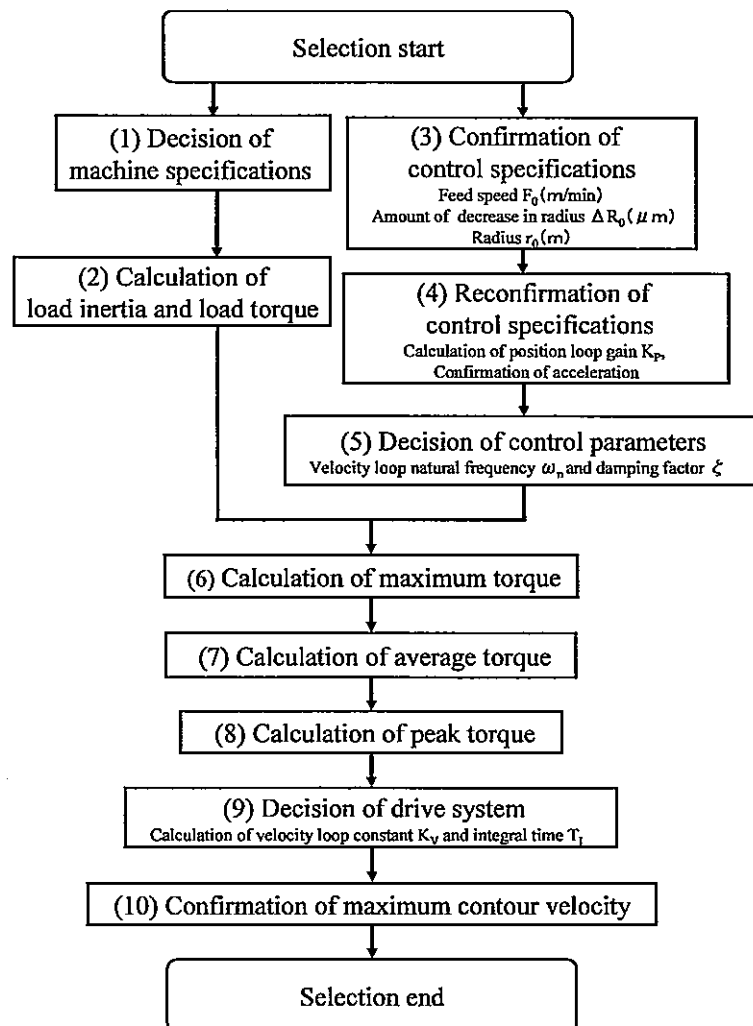 Selection start
(1) Decision of
machine specifications
(2) Calculation of
load inertia and load torque
(3) Confirmation of
control specifications
Feed speed F₀(m/min)
Amount of decrease in radius ΔR₀(μm)
Radius r₀(m)
(4) Reconfirmation of
control specifications
Calculation of position loop gain Kₚ,
Confirmation of acceleration
(5) Decision of control parameters
Velocity loop natural frequency ωₙ and damping factor ζ
(6) Calculation of maximum torque
(7) Calculation of average torque
(8) Calculation of peak torque
(9) Decision of drive system
Calculation of velocity loop constant Kᵥ and integral time T_I
(10) Confirmation of maximum contour velocity
Selection end